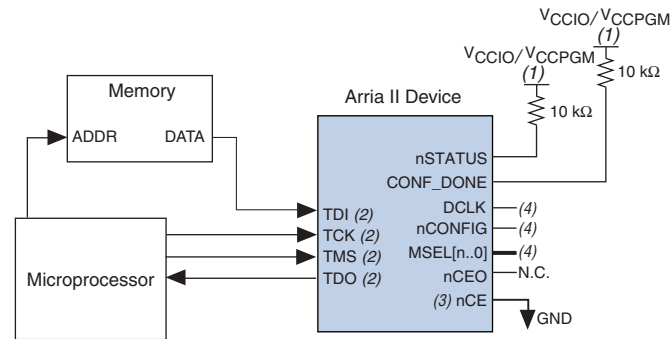 VCCIO/VCCPGM
(1)
VCCIO/VCCPGM
(1)
10 kΩ
Memory
Arria II Device
10 kΩ
ADDR
DATA
nSTATUS
CONF_DONE
TDI (2)
DCLK
(4)
TCK (2)
nCONFIG
(4)
TMS (2)
MSEL[n..0]
(4)
Microprocessor
TDO (2)
nCEO
N.C.
(3) nCE
GND